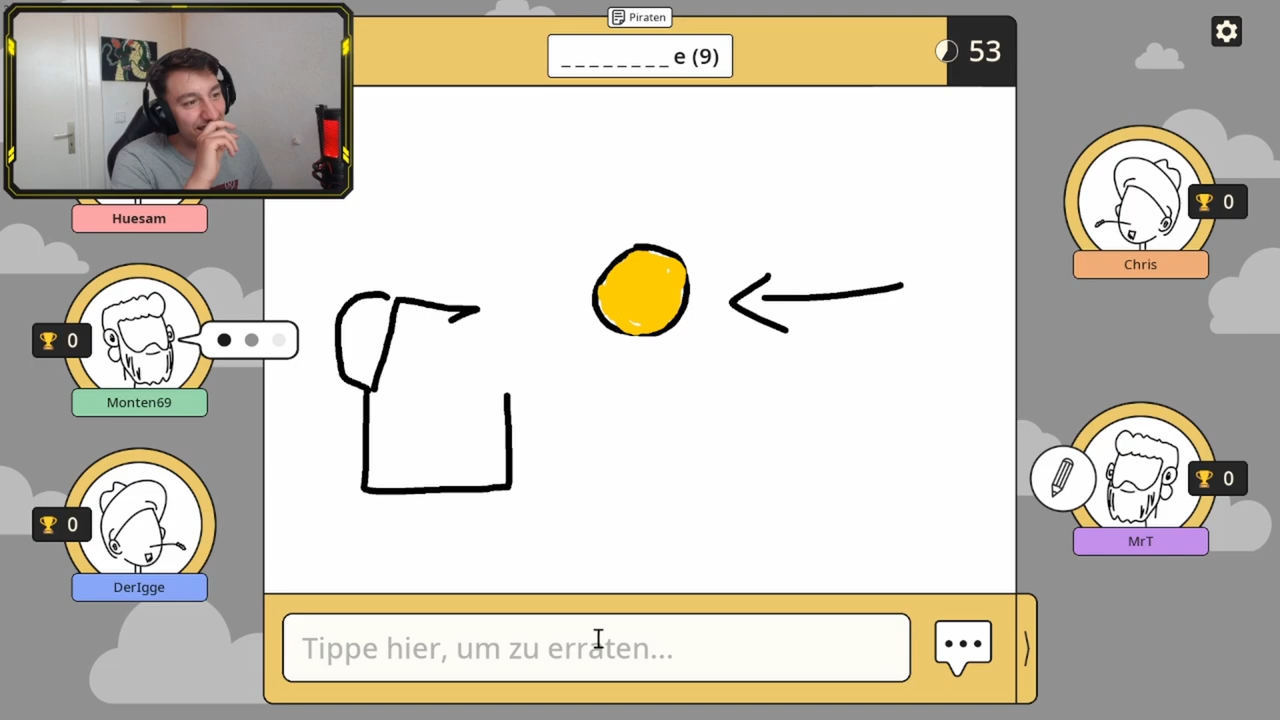 Piraten
_ _ _ _ _ _ _ _ e (9)
53
Huesam
0
Chris
0
Monten69
0
MrT
0
DerIgge
Tippe hier, um zu erraten...